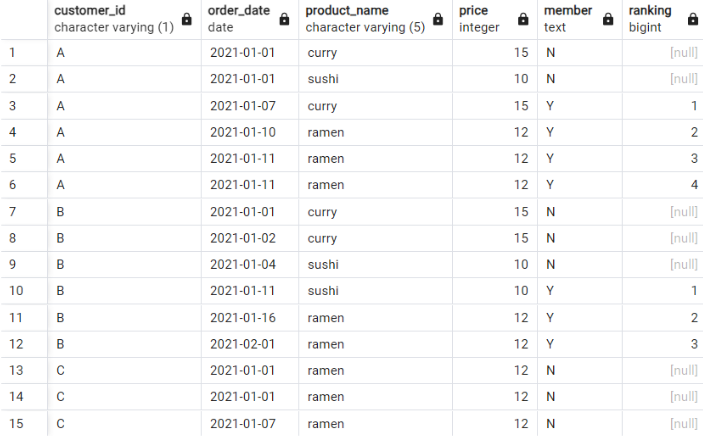 customer_id order_date product_name price member ranking
character varying (1) date character varying (5) integer text bigint
1 A 2021-01-01 curry 15 N [null]
2 A 2021-01-01 sushi 10 N [null]
3 A 2021-01-07 curry 15 Y 1
4 A 2021-01-10 ramen 12 Y 2
5 A 2021-01-11 ramen 12 Y 3
6 A 2021-01-11 ramen 12 Y 4
7 B 2021-01-01 curry 15 N [null]
8 B 2021-01-02 curry 15 N [null]
9 B 2021-01-04 sushi 10 N [null]
10 B 2021-01-11 sushi 10 Y 1
11 B 2021-01-16 ramen 12 Y 2
12 B 2021-02-01 ramen 12 Y 3
13 C 2021-01-01 ramen 12 N [null]
14 C 2021-01-01 ramen 12 N [null]
15 C 2021-01-07 ramen 12 N [null]